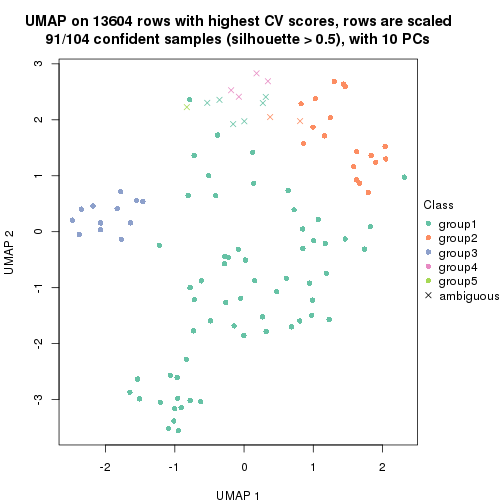 UMAP on 13604 rows with highest CV scores, rows are scaled
91/104 confident samples (silhouette > 0.5), with 10 PCs
3
2
1
0
-1
-2
-3
UMAP 2
-2
-1
0
1
2
UMAP 1
Class
group1
group2
group3
group4
group5
ambiguous